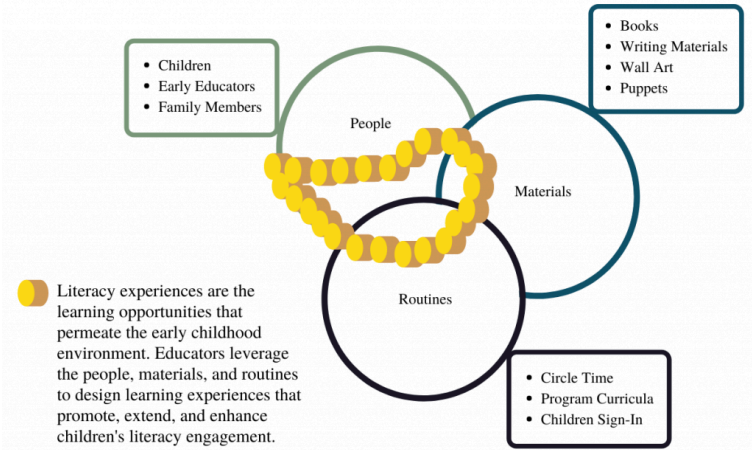 Books
Writing Materials
Wall Art
Puppets
Children
Early Educators
Family Members
People
Materials
Routines
Literacy experiences are the
learning opportunities that
permeate the early childhood
environment. Educators leverage
the people, materials, and routines
to design learning experiences that
promote, extend, and enhance
children's literacy engagement.
Circle Time
Program Curricula
Children Sign-In